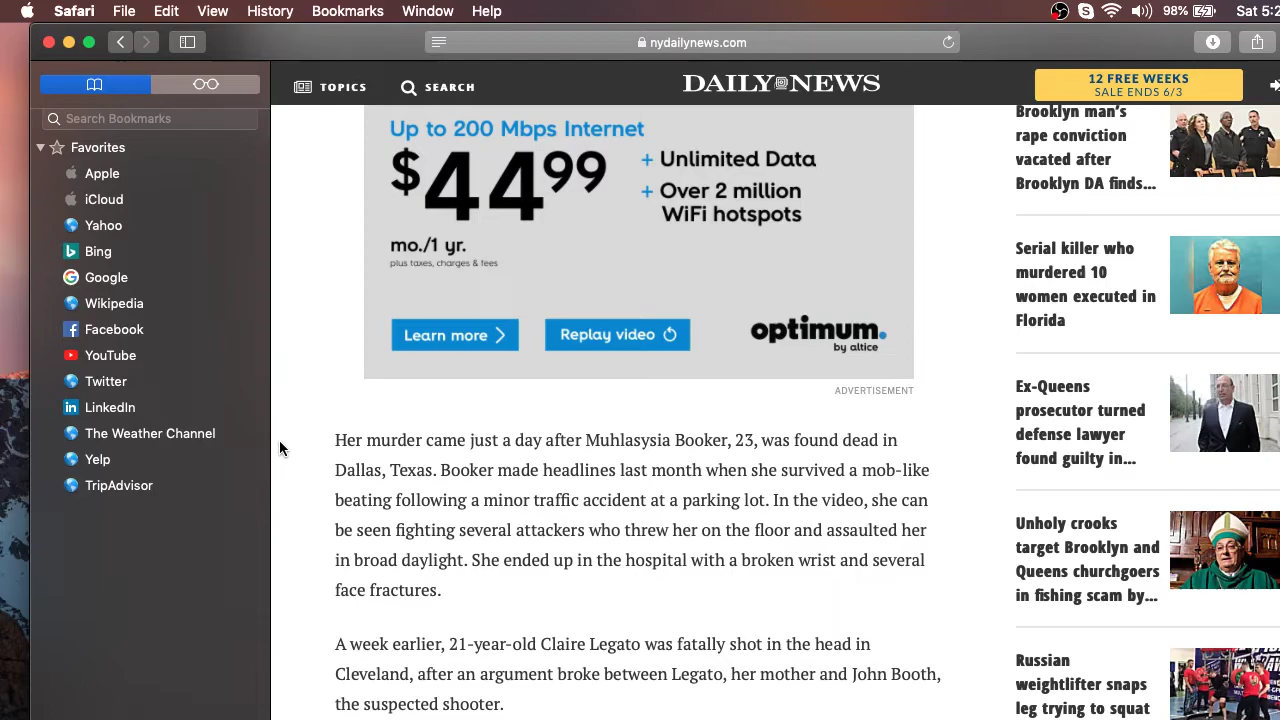 Safari File Edit View History Bookmarks Window Help 98% Sat 5:2
nydailynews.com
TOPICS SEARCH DAILY NEWS 12 FREE WEEKS
SALE ENDS 6/3
Search Bookmarks
Favorites
Apple
iCloud
Yahoo
Bing
Google
Wikipedia
Facebook
YouTube
Twitter
LinkedIn
The Weather Channel
Yelp
TripAdvisor
Up to 200 Mbps Internet
$44.99
+ Unlimited Data
+ Over 2 million
WiFi hotspots
mo./1 yr.
plus taxes, charges & fees
Learn more
Replay video
optimum.
by altice
ADVERTISEMENT
Her murder came just a day after Muhlasysia Booker, 23, was found dead in
Dallas, Texas. Booker made headlines last month when she survived a mob-like
beating following a minor traffic accident at a parking lot. In the video, she can
be seen fighting several attackers who threw her on the floor and assaulted her
in broad daylight. She ended up in the hospital with a broken wrist and several
face fractures.
A week earlier, 21-year-old Claire Legato was fatally shot in the head in
Cleveland, after an argument broke between Legato, her mother and John Booth,
the suspected shooter.
Brooklyn man's
rape conviction
vacated after
Brooklyn DA finds...
Serial killer who
murdered 10
women executed in
Florida
Ex-Queens
prosecutor turned
defense lawyer
found guilty in...
Unholy crooks
target Brooklyn and
Queens churchgoers
in fishing scam by...
Russian
weightlifter snaps
leg trying to squat